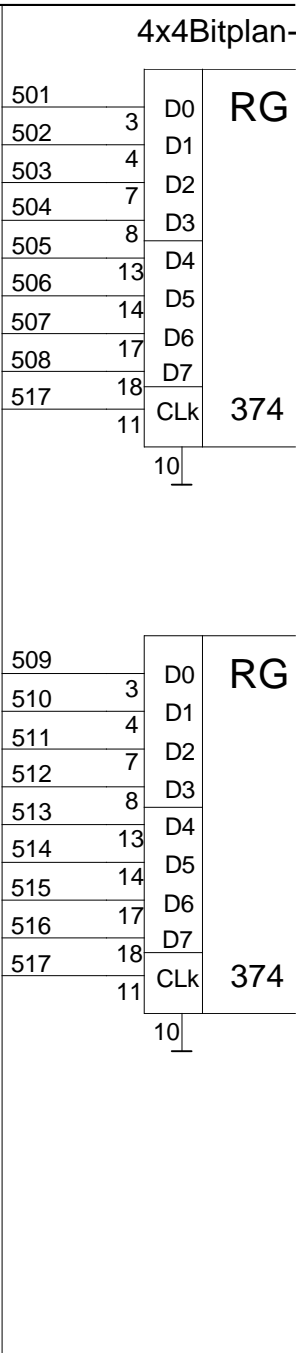 4x4Bitplan-
501
3 D0 RG
502
4 D1
503
7 D2
504
8 D3
505
13 D4
506
14 D5
507
17 D6
508
18 D7
517
11 CLk 374
10
509
3 D0 RG
510
4 D1
511
7 D2
512
8 D3
513
13 D4
514
14 D5
515
17 D6
516
18 D7
517
11 CLk 374
10